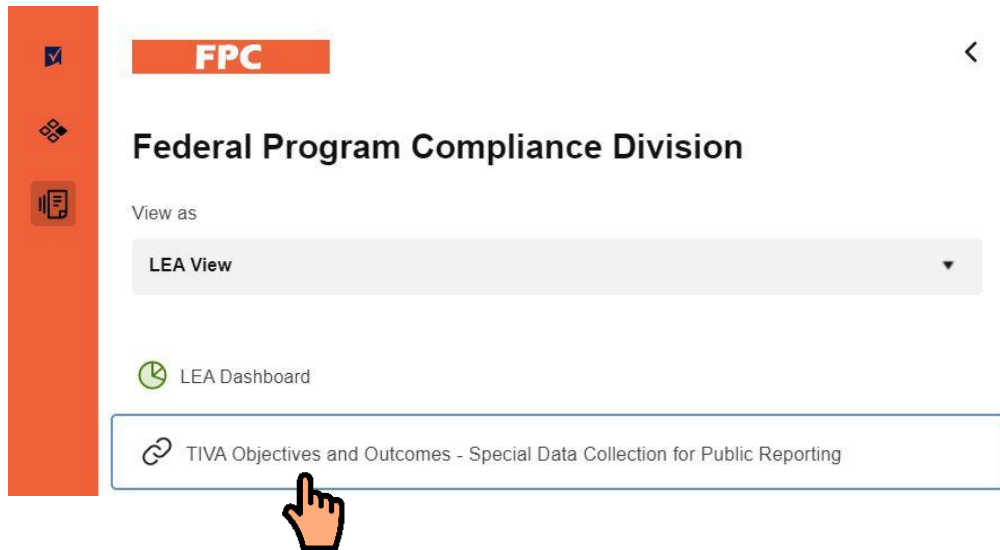 FPC
Federal Program Compliance Division
View as
LEA View
LEA Dashboard
TIVA Objectives and Outcomes - Special Data Collection for Public Reporting